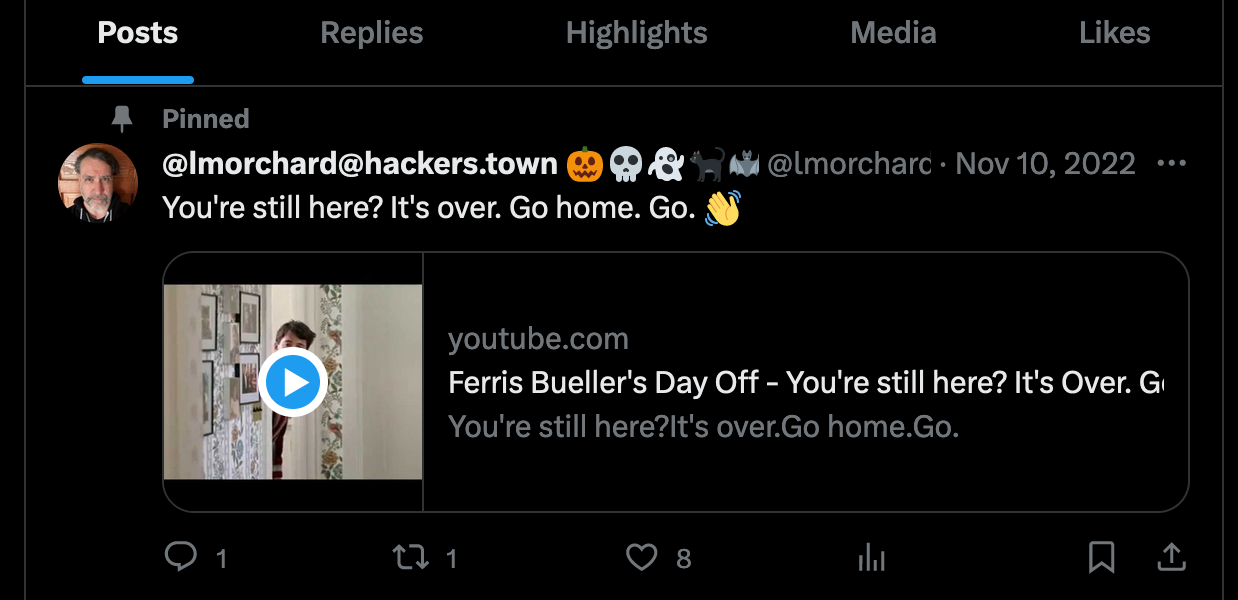 Posts Replies Highlights Media Likes
Pinned
@lmorchard@hackers.town 🎃💀👻🐈‍⬛🦇 @lmorchard · Nov 10, 2022
You're still here? It's over. Go home. Go. 👋
youtube.com
Ferris Bueller's Day Off - You're still here? It's Over. Go
You're still here?It's over.Go home.Go.
1 1 8